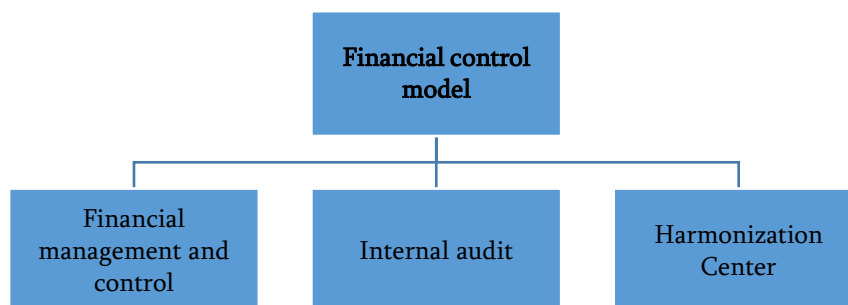 Financial control
model
Financial
management and
control
Internal audit
Harmonization
Center